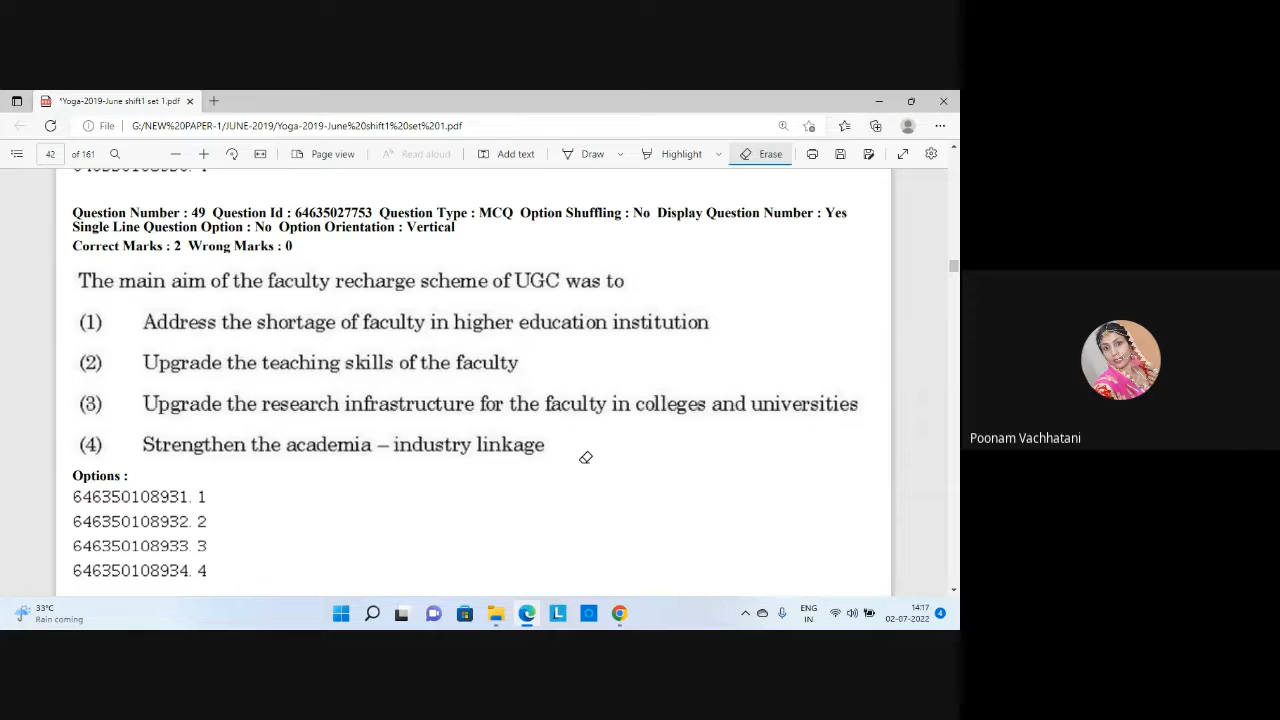 *Yoga-2019-June shift1 set 1.pdf
File G:/NEW%20PAPER-1/JUNE-2019/Yoga-2019-June%20shift1%20set%201.pdf
42 of 161 Page view Read aloud Add text Draw Highlight Erase
Question Number : 49 Question Id : 64635027753 Question Type : MCQ Option Shuffling : No Display Question Number : Yes
Single Line Question Option : No Option Orientation : Vertical
Correct Marks : 2 Wrong Marks : 0
The main aim of the faculty recharge scheme of UGC was to
(1) Address the shortage of faculty in higher education institution
(2) Upgrade the teaching skills of the faculty
(3) Upgrade the research infrastructure for the faculty in colleges and universities
(4) Strengthen the academia – industry linkage
Options :
646350108931. 1
646350108932. 2
646350108933. 3
646350108934. 4
Poonam Vachhatani
33°C
Rain coming
ENG
IN
14:17
02-07-2022
4